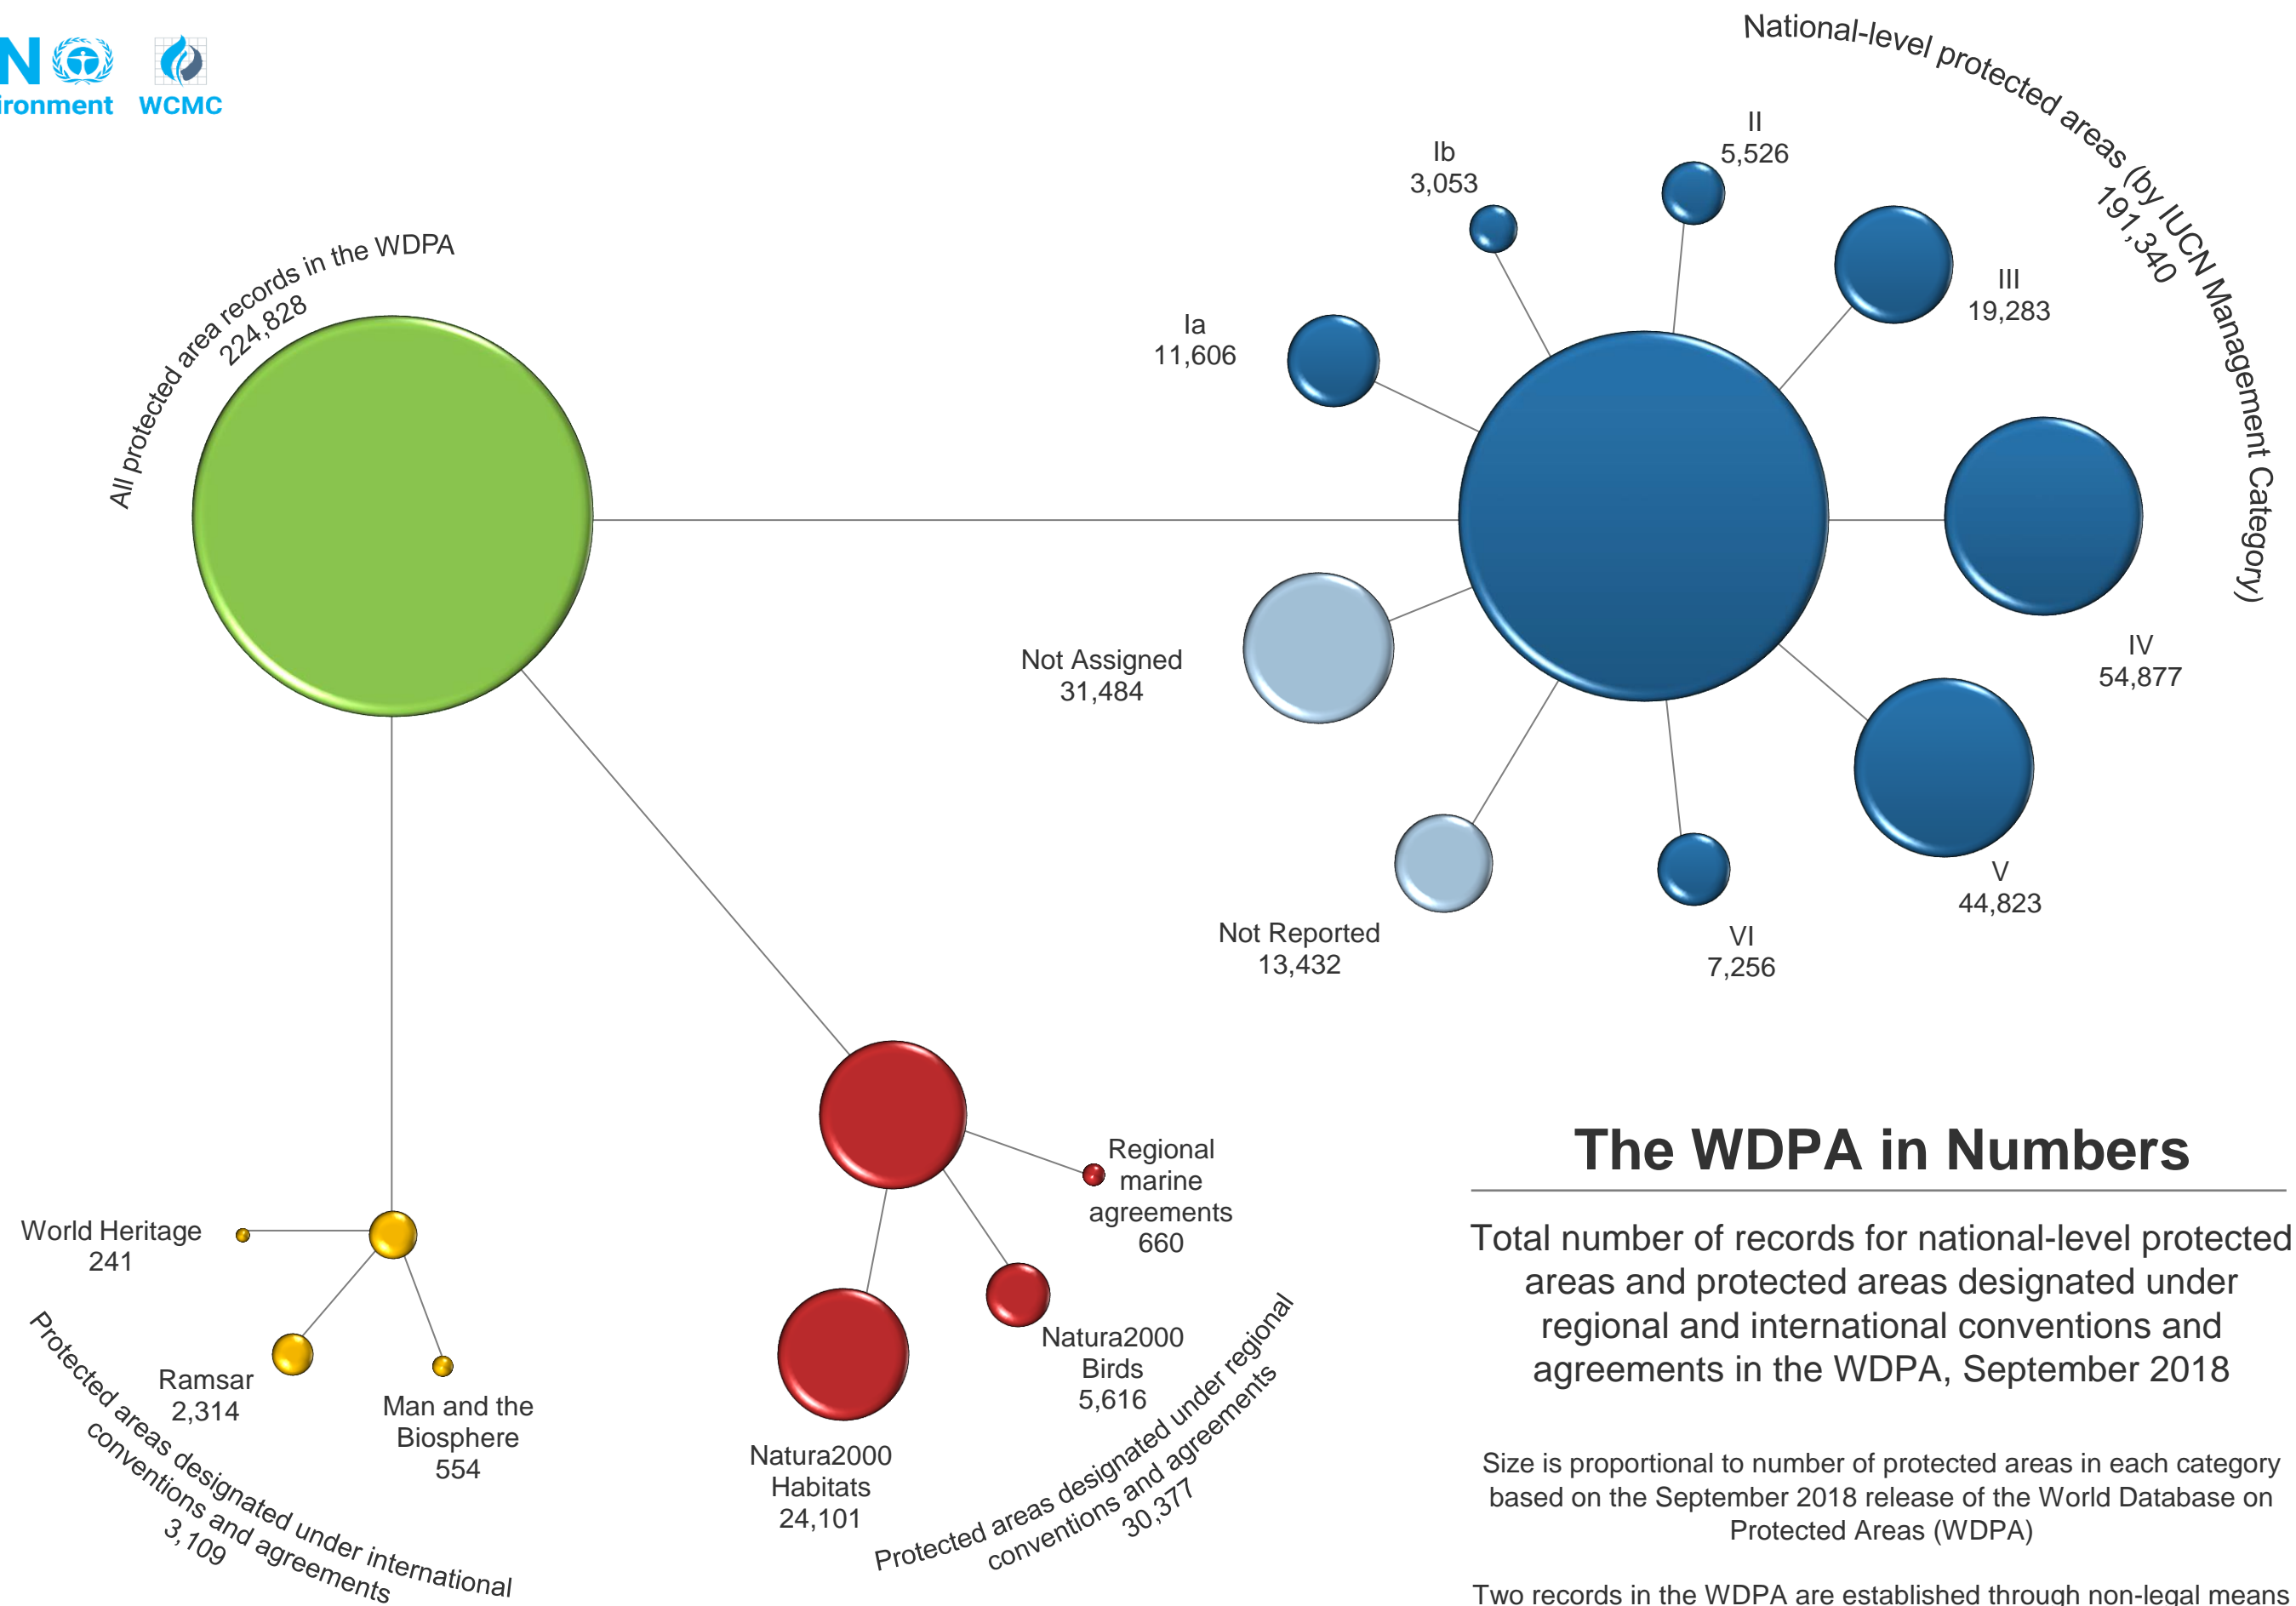 N
ironment
WCMC
National-level protected areas (by IUCN Management Category)
191,340
II
5,526
Ib
3,053
III
19,283
Ia
11,606
All protected area records in the WDPA
224,828
IV
54,877
Not Assigned
31,484
V
44,823
Not Reported
13,432
VI
7,256
World Heritage
241
Ramsar
2,314
Man and the
Biosphere
554
Protected areas designated under international
conventions and agreements
3,109
Regional
marine
agreements
660
Natura2000
Birds
5,616
Natura2000
Habitats
24,101
Protected areas designated under regional
conventions and agreements
30,377
The WDPA in Numbers
Total number of records for national-level protected
areas and protected areas designated under
regional and international conventions and
agreements in the WDPA, September 2018
Size is proportional to number of protected areas in each category
based on the September 2018 release of the World Database on
Protected Areas (WDPA)
Two records in the WDPA are established through non-legal means